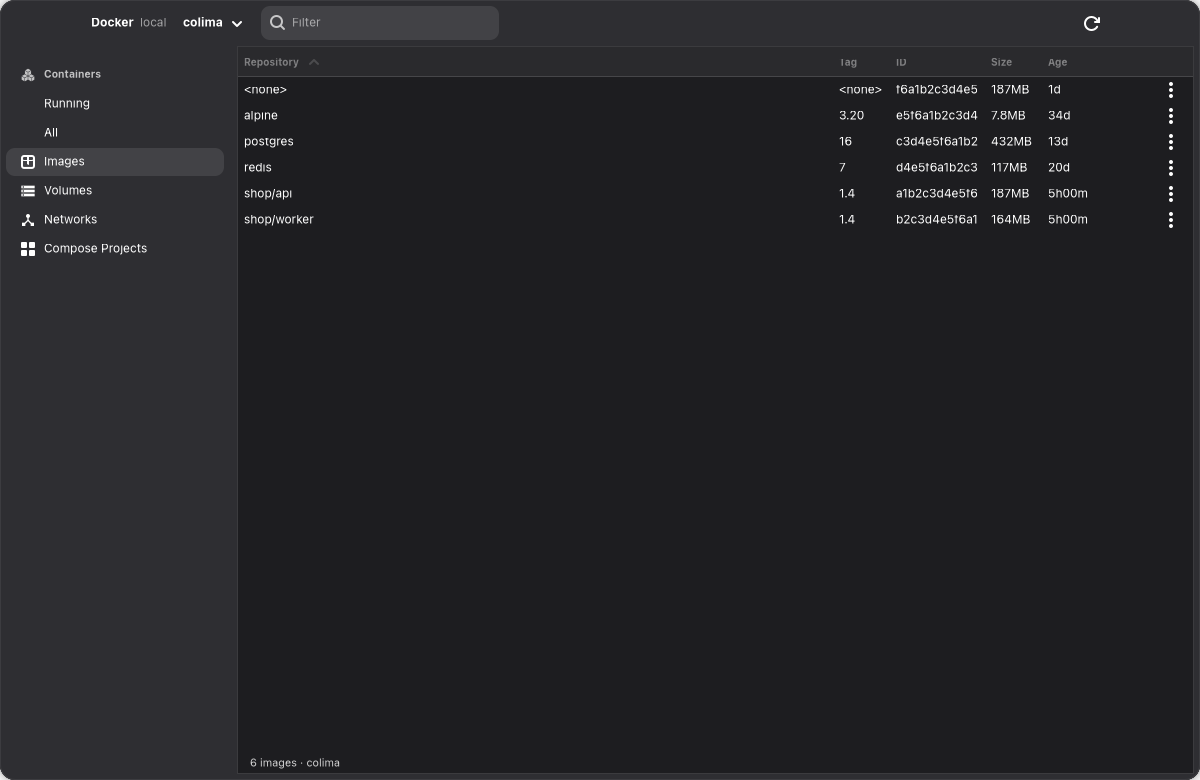 Docker local colima
Filter
Containers
Running
All
Images
Volumes
Networks
Compose Projects
Repository Tag ID Size Age
<none> <none> f6a1b2c3d4e5 187MB 1d
alpine 3.20 e5f6a1b2c3d4 7.8MB 34d
postgres 16 c3d4e5f6a1b2 432MB 13d
redis 7 d4e5f6a1b2c3 117MB 20d
shop/api 1.4 a1b2c3d4e5f6 187MB 5h00m
shop/worker 1.4 b2c3d4e5f6a1 164MB 5h00m
6 images · colima